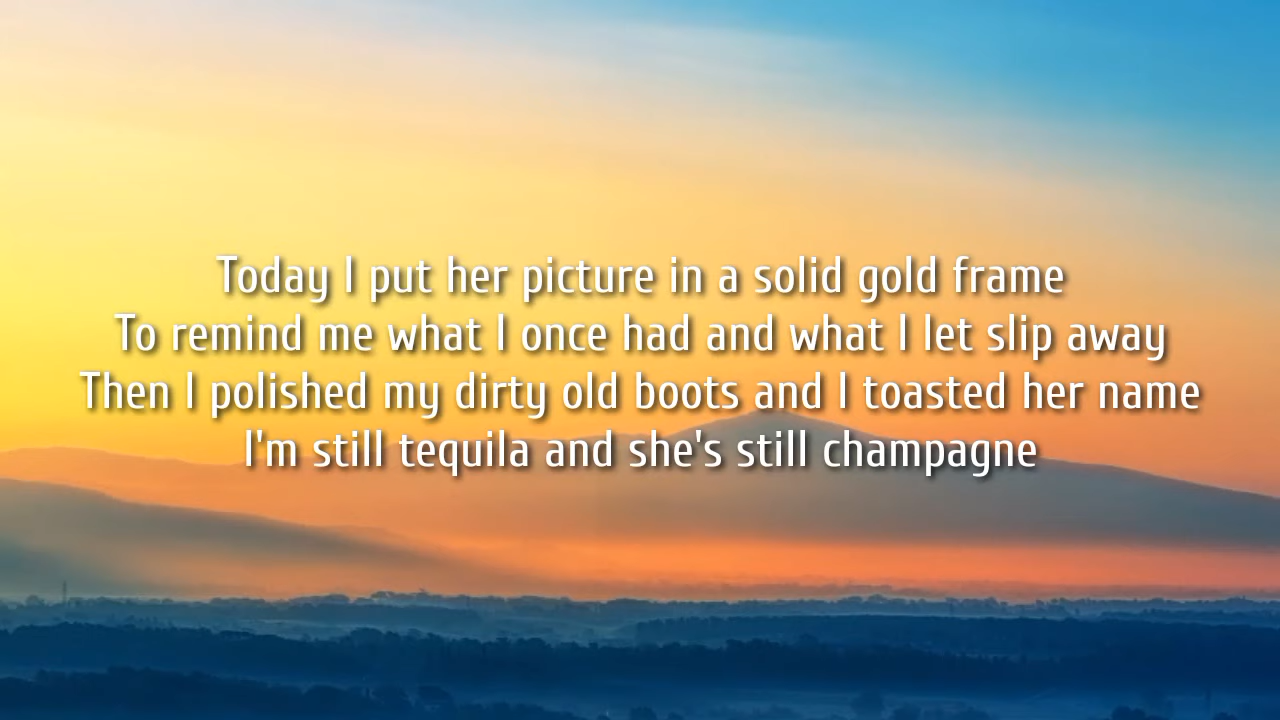 Today I put her picture in a solid gold frame
To remind me what I once had and what I let slip away
Then I polished my dirty old boots and I toasted her name
I'm still tequila and she's still champagne